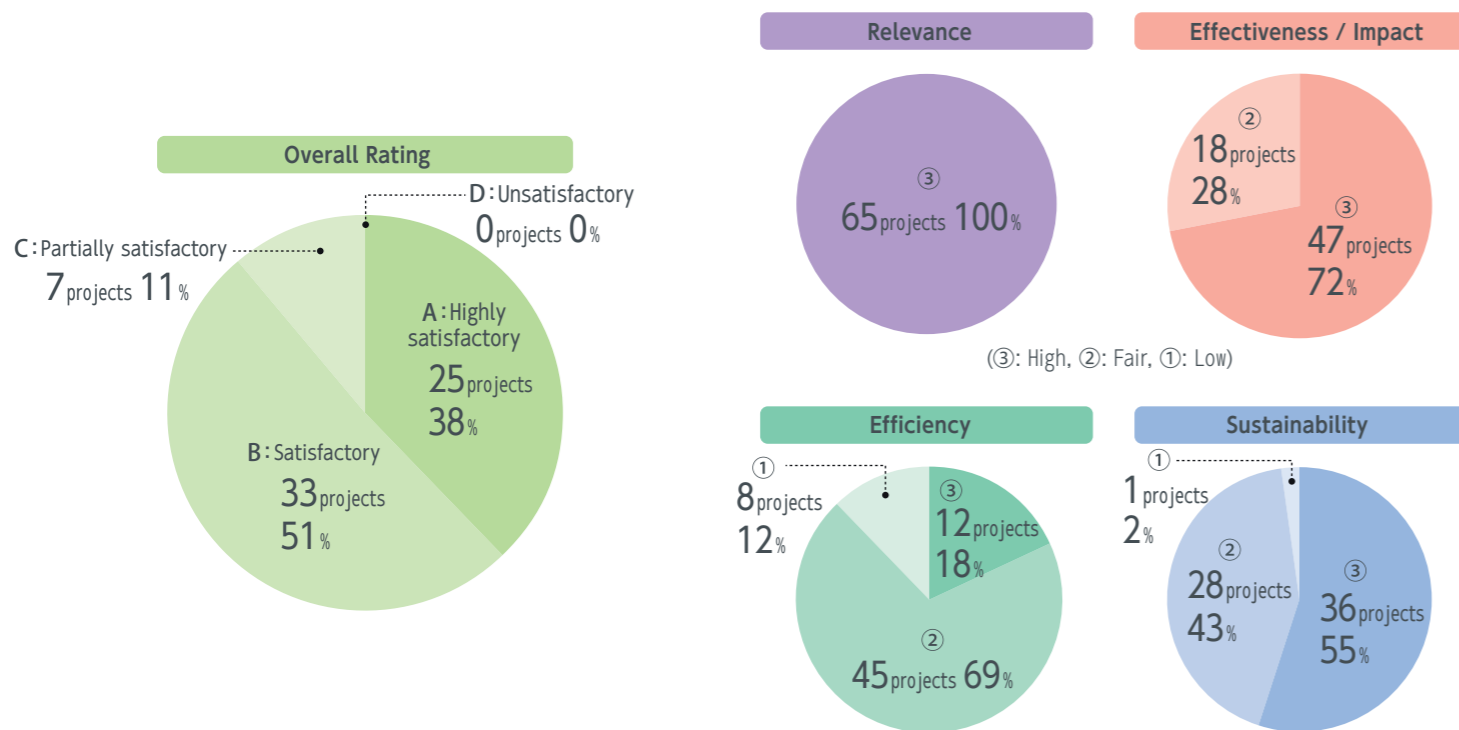 Overall Rating
D:Unsatisfactory
0projects 0%
C:Partially satisfactory
7projects 11%
A:Highly
satisfactory
25projects
38%
B:Satisfactory
33projects
51%
Relevance
③
65projects 100%
Effectiveness / Impact
②
18projects
28%
③
47projects
72%
(③: High, ②: Fair, ①: Low)
Efficiency
①
8projects
12%
③
12projects
18%
②
45projects 69%
Sustainability
①
1projects
2%
②
28projects
43%
③
36projects
55%